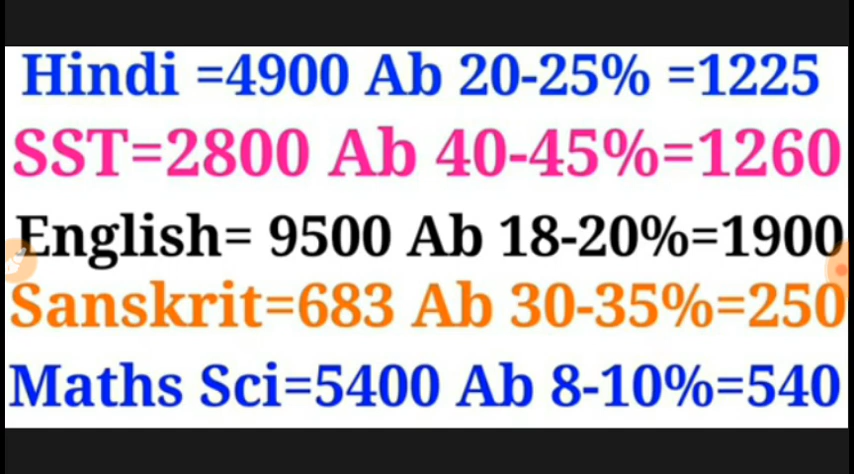 Hindi =4900 Ab 20-25% =1225
SST=2800 Ab 40-45%=1260
English= 9500 Ab 18-20%=1900
Sanskrit=683 Ab 30-35%=250
Maths Sci=5400 Ab 8-10%=540